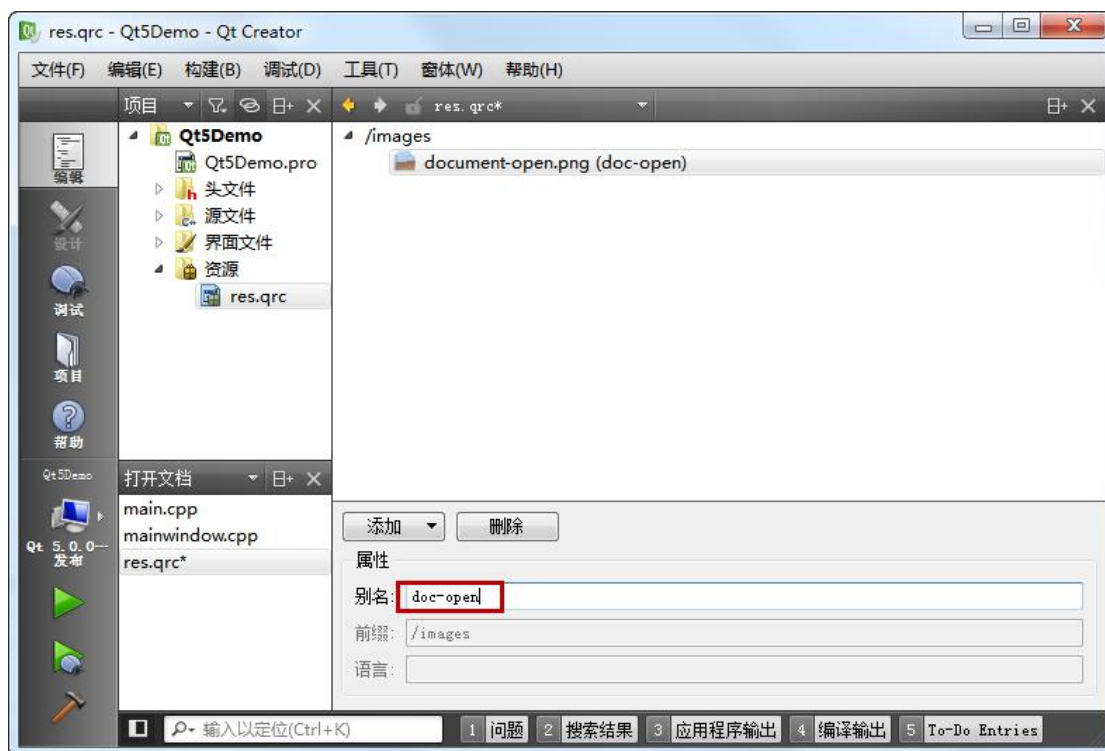 res.qrc - Qt5Demo - Qt Creator
文件(F) 编辑(E) 构建(B) 调试(D) 工具(T) 窗体(W) 帮助(H)
项目
res.qrc*
编辑
设计
调试
项目
帮助
Qt5Demo
Qt 5.0.0—
发布
Qt5Demo
Qt5Demo.pro
头文件
源文件
界面文件
资源
res.qrc
打开文档
main.cpp
mainwindow.cpp
res.qrc*
/images
document-open.png (doc-open)
添加 删除
属性
别名: doc-open
前缀: /images
语言:
输入以定位(Ctrl+K)
1 问题 2 搜索结果 3 应用程序输出 4 编译输出 5 To-Do Entries